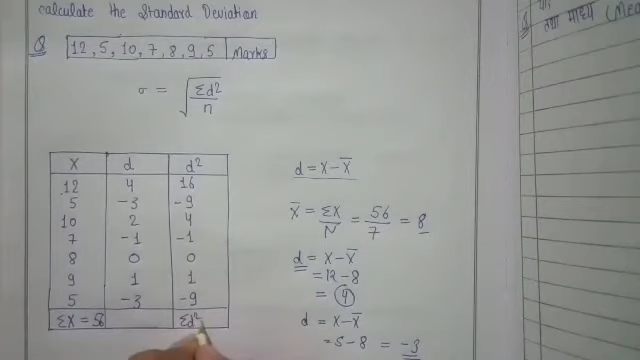 calculate the Standard Deviation
Q 12, 5, 10, 7, 8, 9, 5 Marks
σ = √Σd²/n
X d d²
12 4 16
5 -3 -9
10 2 4
7 -1 -1
8 0 0
9 1 1
5 -3 -9
ΣX = 56 Σd²
d = X-X̅
X̅ = ΣX/N = 56/7 = 8
d = X-X̅
= 12-8
= 4
d = X-X̅
= 5-8 = -3
तथा माध्य (Mea